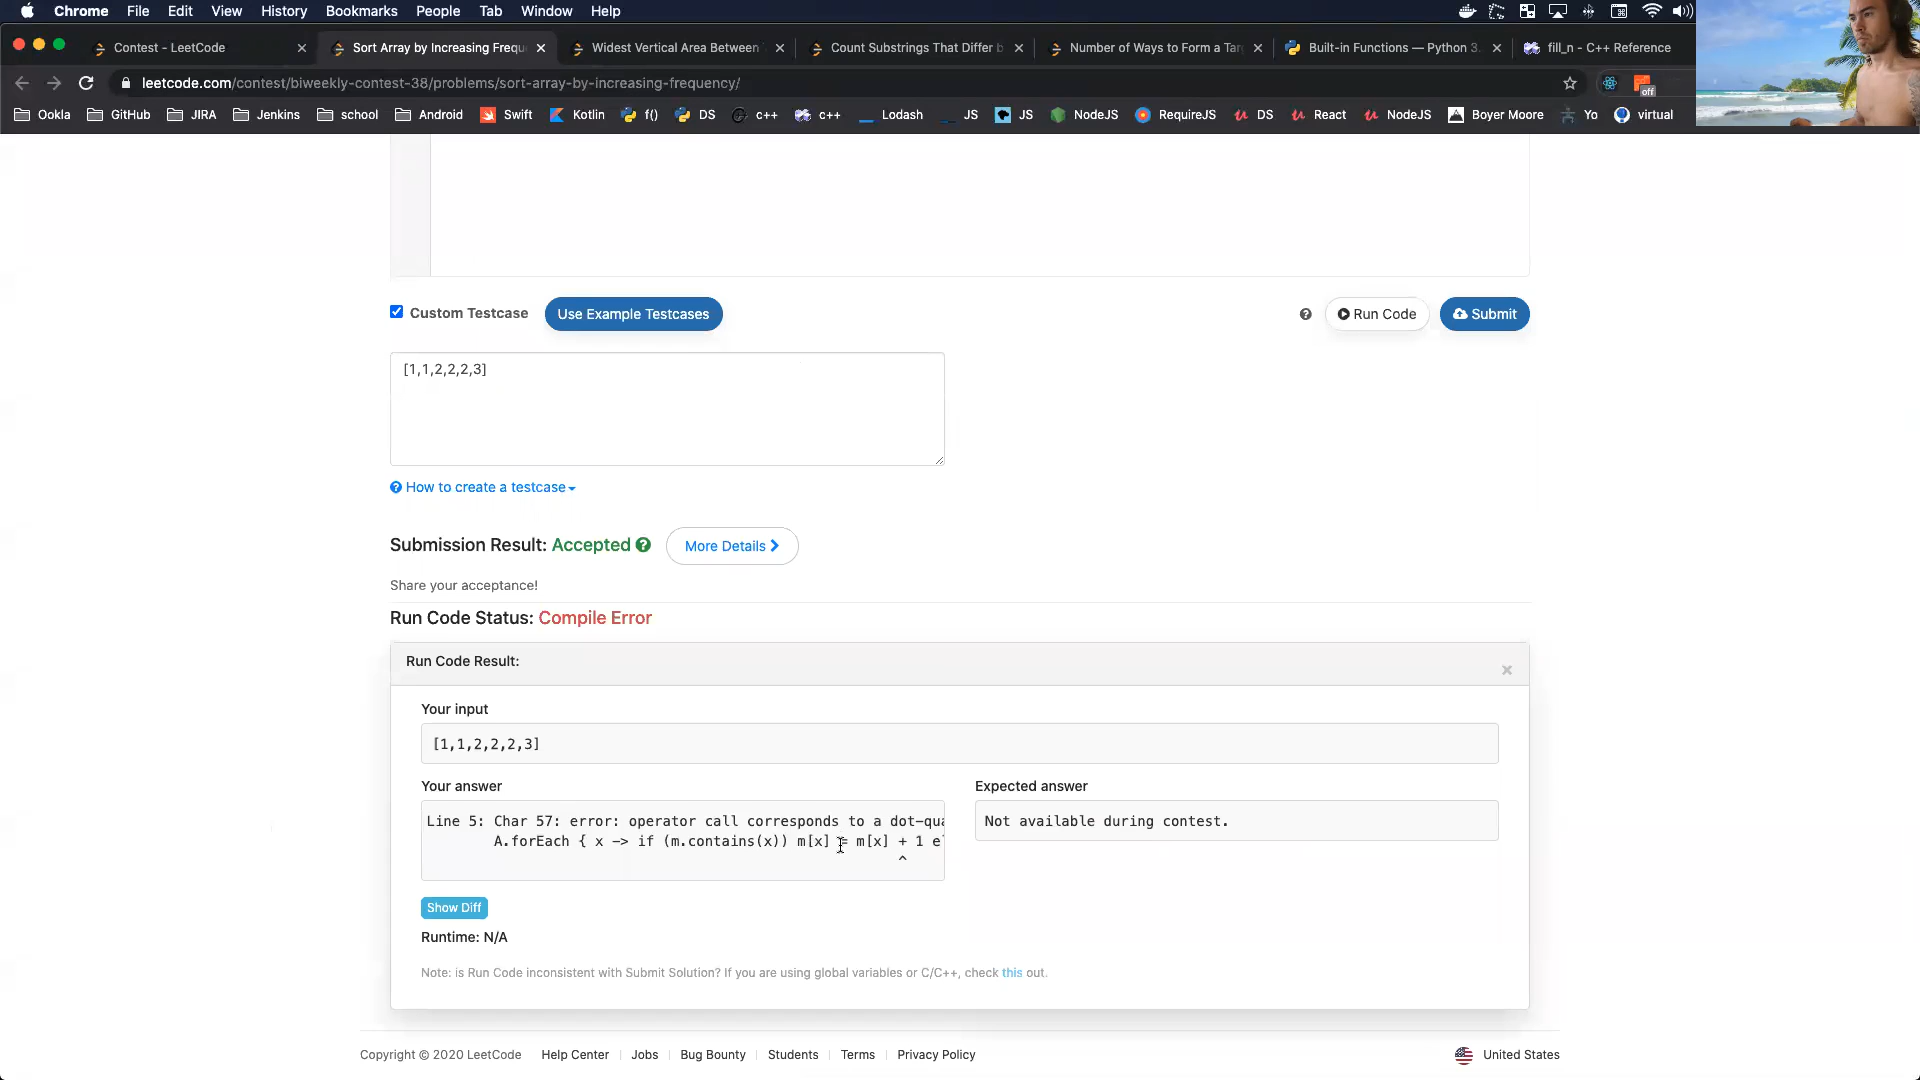 Chrome File Edit View History Bookmarks People Tab Window Help
Contest - LeetCode
Sort Array by Increasing Frequ
Widest Vertical Area Between
Count Substrings That Differ b
Number of Ways to Form a Tar
Built-in Functions — Python 3.
fill_n - C++ Reference
leetcode.com/contest/biweekly-contest-38/problems/sort-array-by-increasing-frequency/
off
Ookla GitHub JIRA Jenkins school Android Swift Kotlin f() DS c++ c++ Lodash JS JS NodeJS RequireJS DS React NodeJS Boyer Moore Yo virtual
Custom Testcase Use Example Testcases Run Code Submit
[1,1,2,2,2,3]
How to create a testcase
Submission Result: Accepted More Details
Share your acceptance!
Run Code Status: Compile Error
Run Code Result:
Your input
[1,1,2,2,2,3]
Your answer Expected answer
Line 5: Char 57: error: operator call corresponds to a dot-qua
A.forEach { x -> if (m.contains(x)) m[x] = m[x] + 1 el
^
Not available during contest.
Show Diff
Runtime: N/A
Note: is Run Code inconsistent with Submit Solution? If you are using global variables or C/C++, check this out.
Copyright © 2020 LeetCode Help Center Jobs Bug Bounty Students Terms Privacy Policy United States